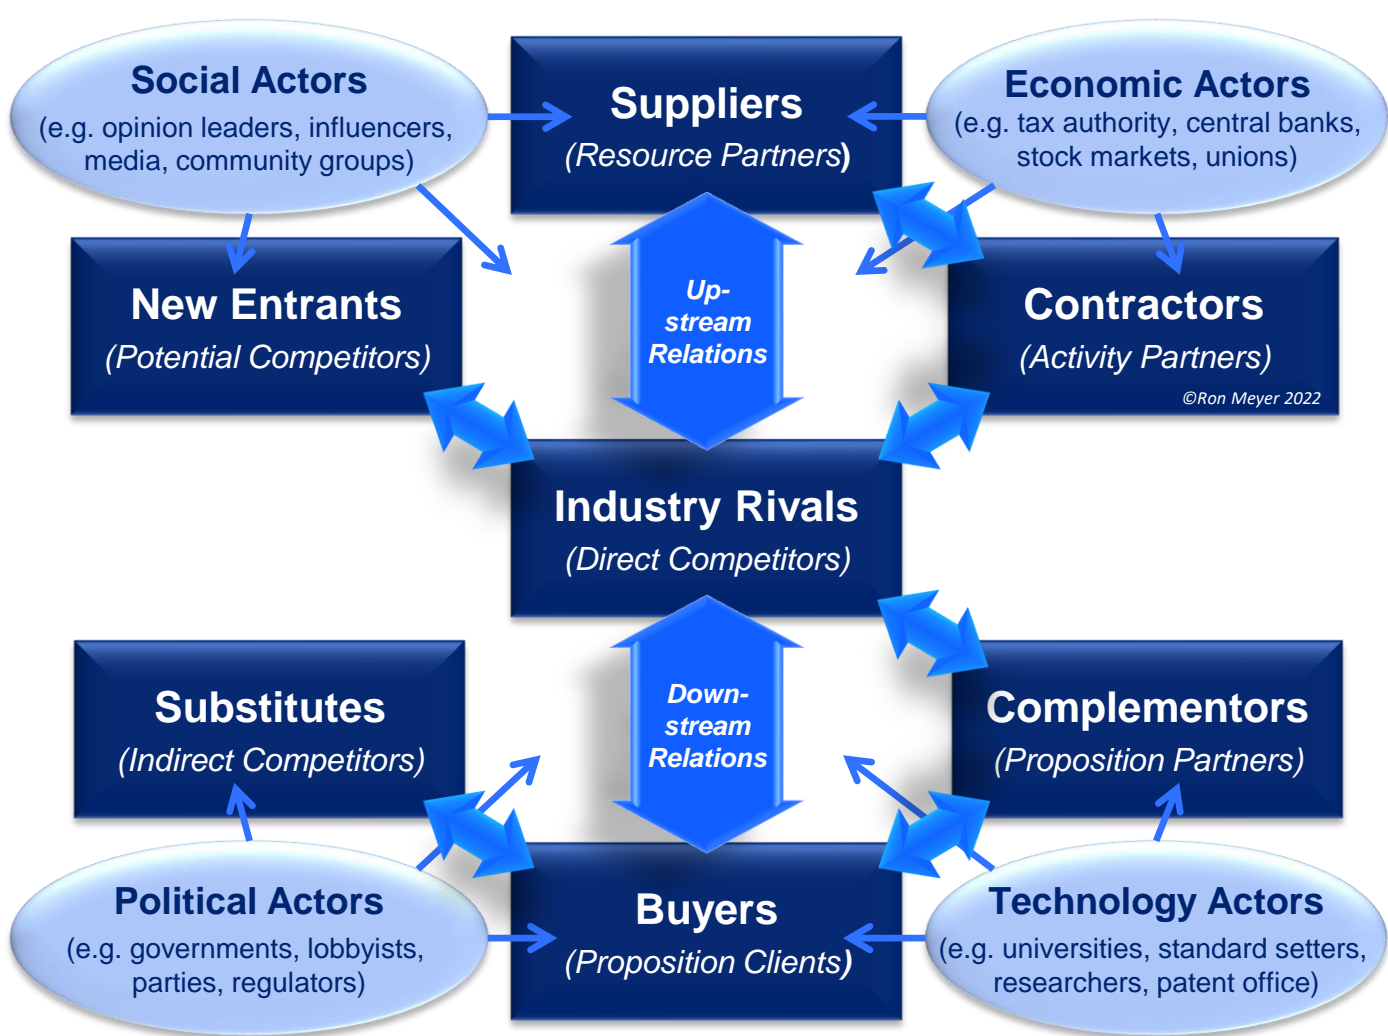 Social Actors
(e.g. opinion leaders, influencers,
media, community groups)
Suppliers
(Resource Partners)
Economic Actors
(e.g. tax authority, central banks,
stock markets, unions)
New Entrants
(Potential Competitors)
Up-
stream
Relations
Contractors
(Activity Partners)
©Ron Meyer 2022
Industry Rivals
(Direct Competitors)
Substitutes
(Indirect Competitors)
Down-
stream
Relations
Complementors
(Proposition Partners)
Political Actors
(e.g. governments, lobbyists,
parties, regulators)
Buyers
(Proposition Clients)
Technology Actors
(e.g. universities, standard setters,
researchers, patent office)